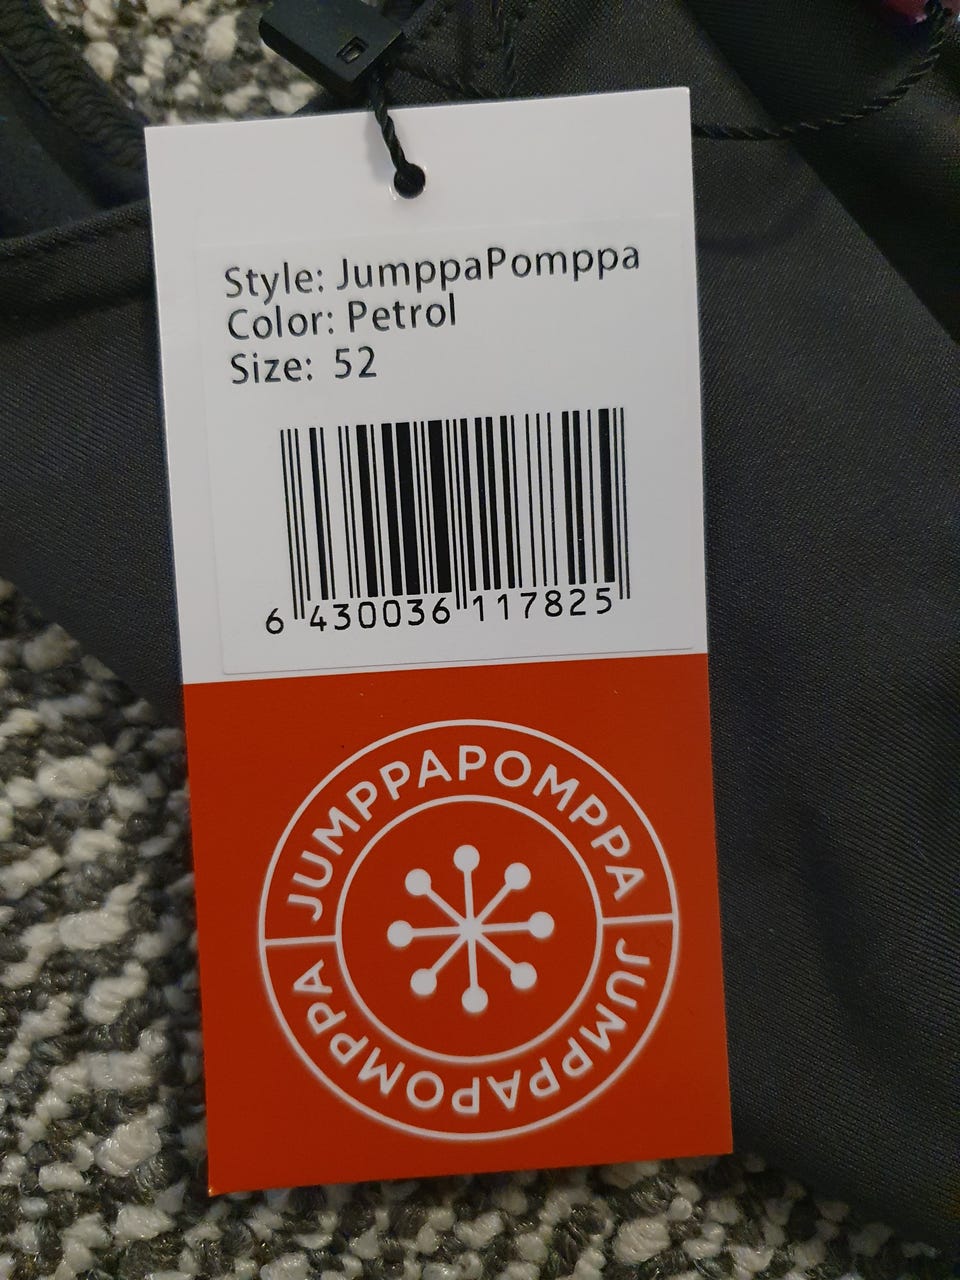 Style: JumppaPomppa
Color: Petrol
Size: 52
6 430036 117825
JUMPPAPOMPPA
JUMPPAPOMPPA